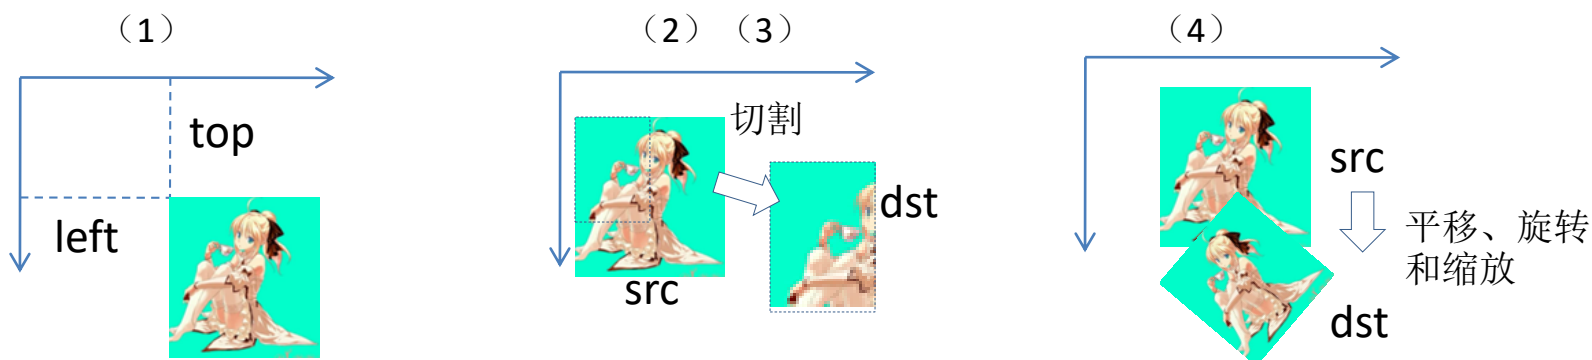 （1）
top
left
（2）（3）
切割
src
dst
（4）
src
平移、旋转
和缩放
dst